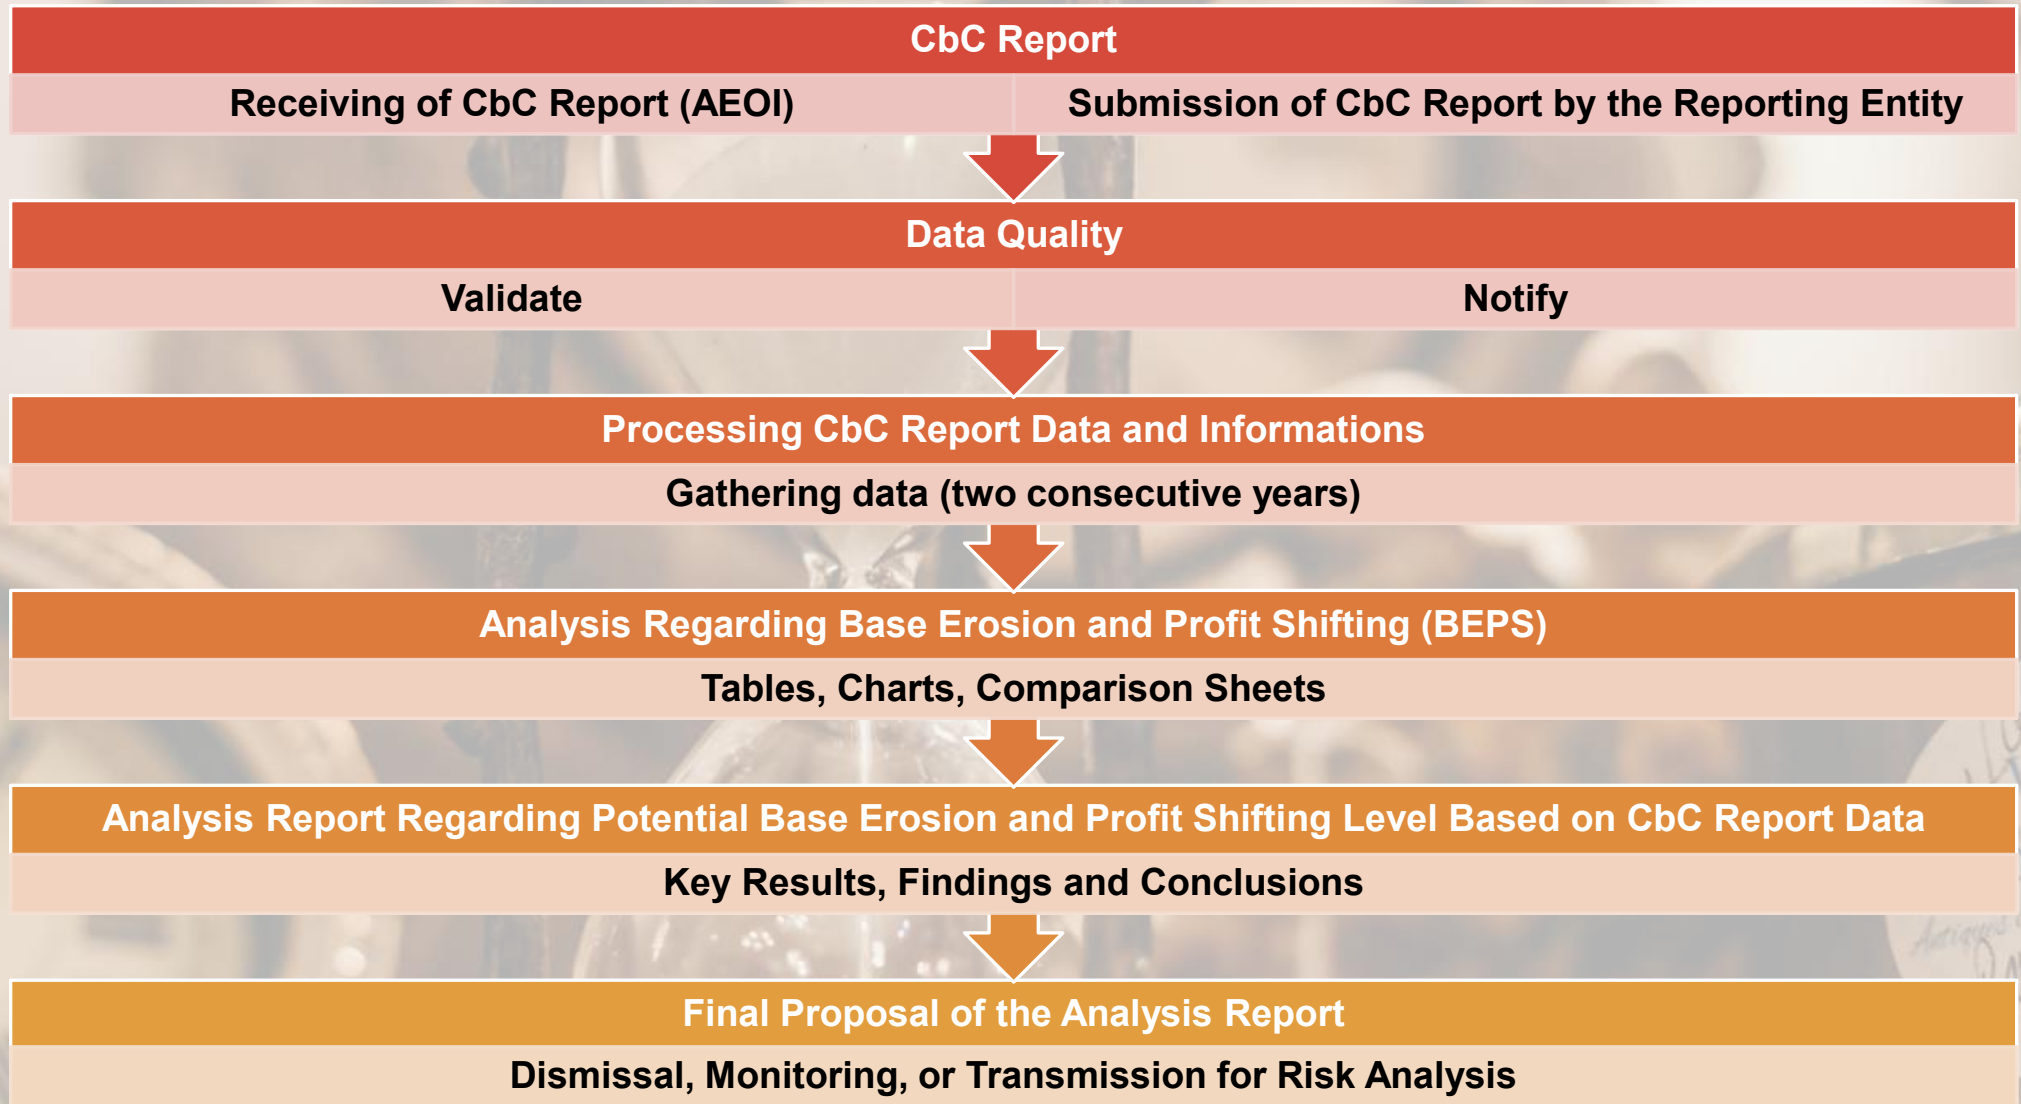 CbC Report
Receiving of CbC Report (AEOI)
Submission of CbC Report by the Reporting Entity
Data Quality
Validate
Notify
Processing CbC Report Data and Informations
Gathering data (two consecutive years)
Analysis Regarding Base Erosion and Profit Shifting (BEPS)
Tables, Charts, Comparison Sheets
Analysis Report Regarding Potential Base Erosion and Profit Shifting Level Based on CbC Report Data
Key Results, Findings and Conclusions
Final Proposal of the Analysis Report
Dismissal, Monitoring, or Transmission for Risk Analysis